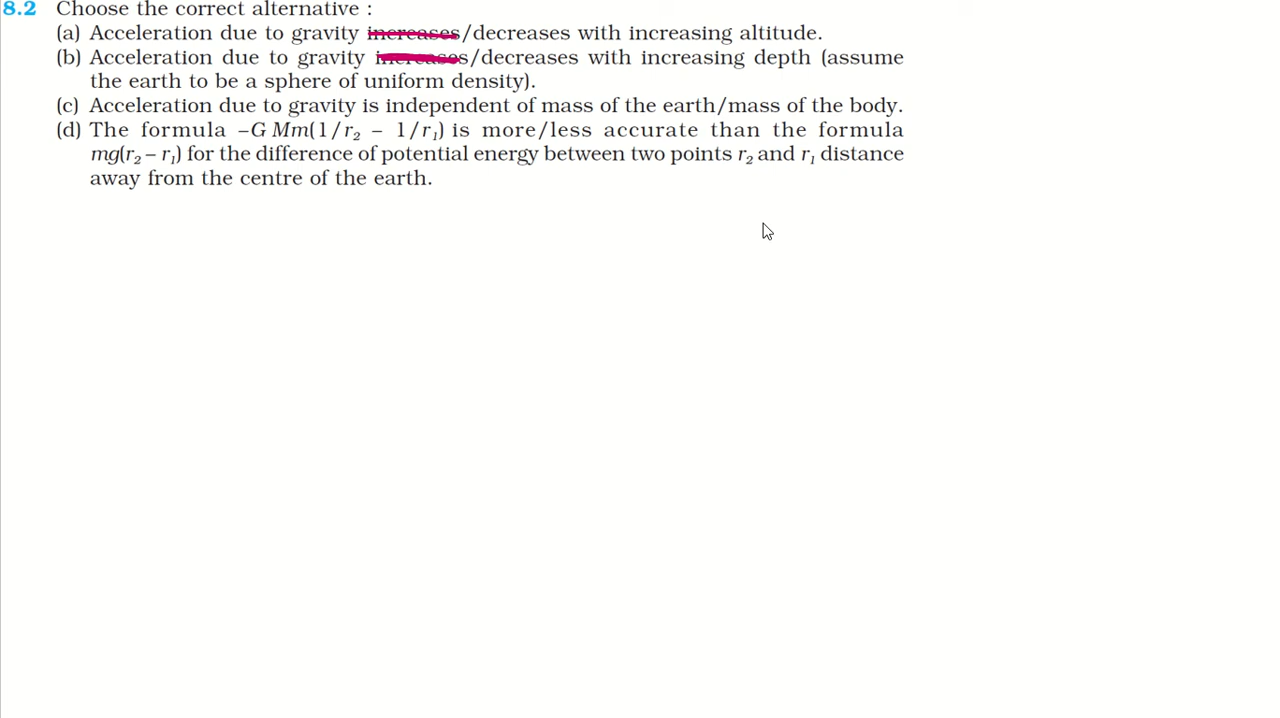 8.2 Choose the correct alternative :
(a) Acceleration due to gravity increases/decreases with increasing altitude.
(b) Acceleration due to gravity increases/decreases with increasing depth (assume
the earth to be a sphere of uniform density).
(c) Acceleration due to gravity is independent of mass of the earth/mass of the body.
(d) The formula –G Mm(1/r₂ – 1/r₁) is more/less accurate than the formula
mg(r₂ – r₁) for the difference of potential energy between two points r₂ and r₁ distance
away from the centre of the earth.